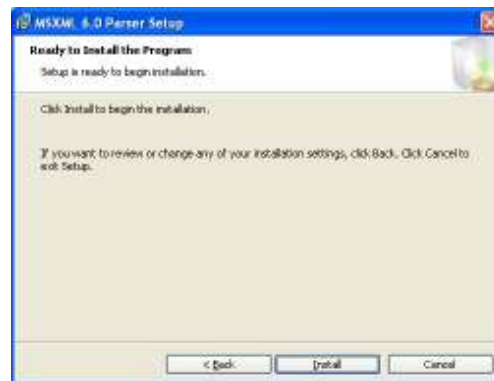 MSXML 6.0 Parser Setup
Ready to Install the Program
Setup is ready to begin installation.
Click Install to begin the installation.
If you want to review or change any of your installation settings, click Back. Click Cancel to
exit Setup.
< Back
Install
Cancel